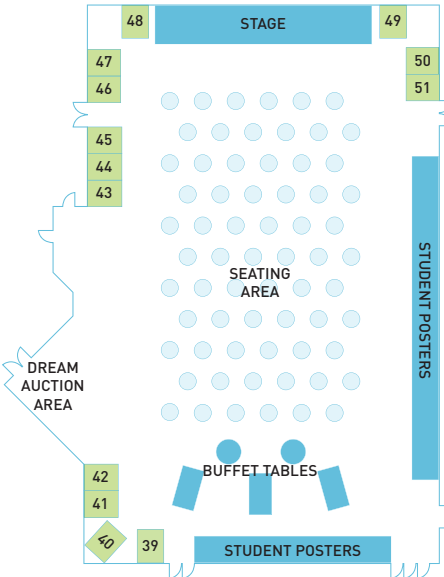 48
STAGE
49
47
46
50
51
45
44
43
SEATING
AREA
STUDENT POSTERS
DREAM
AUCTION
AREA
BUFFET TABLES
42
41
40
39
STUDENT POSTERS